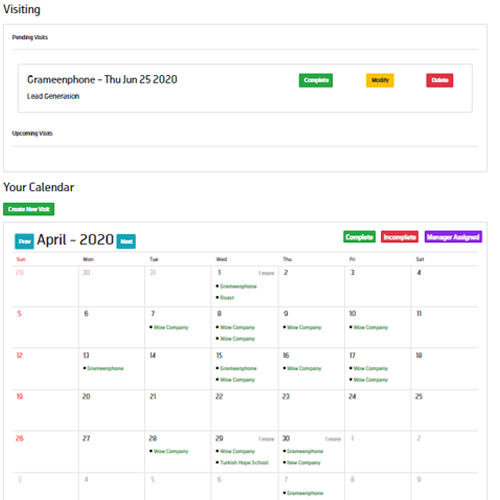 Visiting
Pending Visits
Grameenphone - Thu Jun 25 2020
Complete Modify Delete
Lead Generation
Upcoming Visits
Your Calendar
Create New Visit
Prev April - 2020 Next
Complete Incomplete Manager Assigned
Sun Mon Tue Wed Thu Fri Sat
29 30 31 1 1 more 2 3 4
Grameenphone
Roast
5 6 7 8 9 10 11
Wow Company Wow Company Wow Company Wow Company
Wow Company
12 13 14 15 16 17 18
Grameenphone Grameenphone Wow Company Wow Company
Wow Company Wow Company
19 20 21 22 23 24 25
26 27 28 29 1 more 30 1 more 1 2
Wow Company Wow Company Grameenphone
Turkish Hope School New Company
3 4 5 6 7 8 9
Grameenphone